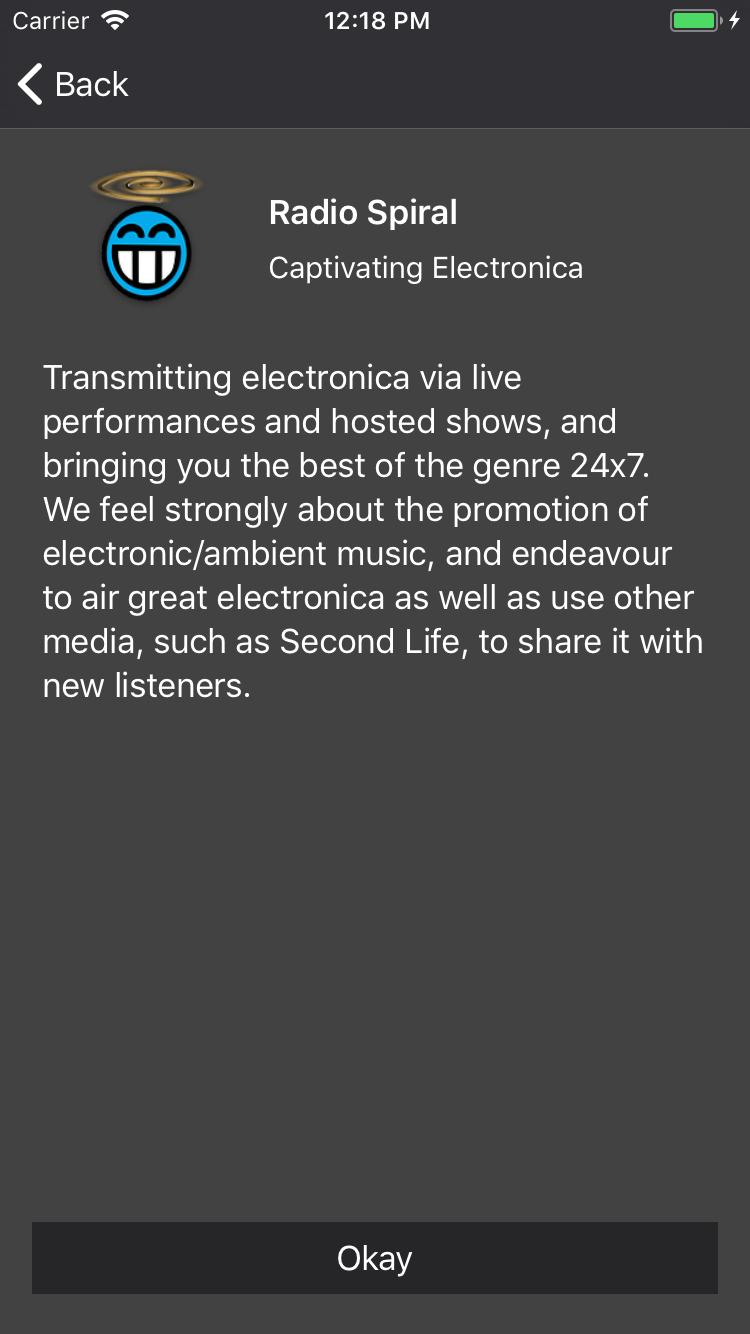 Carrier 12:18 PM
Back
Radio Spiral
Captivating Electronica
Transmitting electronica via live
performances and hosted shows, and
bringing you the best of the genre 24x7.
We feel strongly about the promotion of
electronic/ambient music, and endeavour
to air great electronica as well as use other
media, such as Second Life, to share it with
new listeners.
Okay